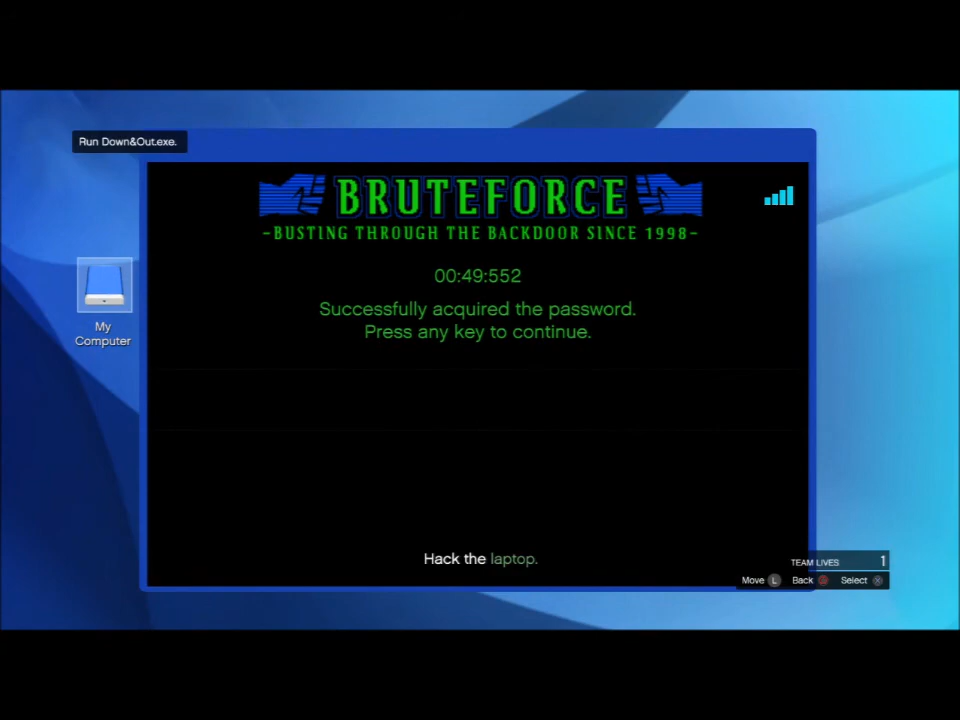 Run Down&Out.exe.
BRUTEFORCE
-BUSTING THROUGH THE BACKDOOR SINCE 1998-
00:49:552
Successfully acquired the password.
Press any key to continue.
My
Computer
Hack the laptop.
TEAM LIVES 1
Move L Back Select